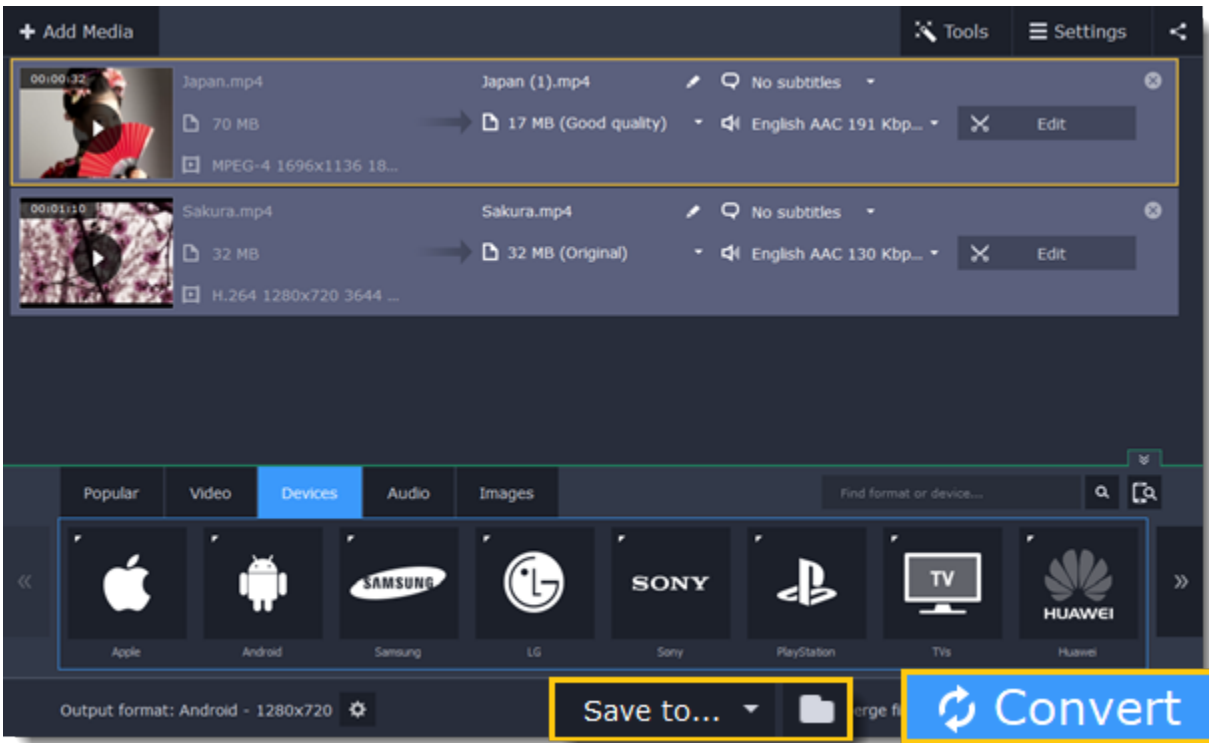 Add Media
Tools
Settings
00:00:32
Japan.mp4
Japan (1).mp4
No subtitles
70 MB
17 MB (Good quality)
English AAC 191 Kbp...
Edit
MPEG-4 1696x1136 18...
00:01:10
Sakura.mp4
Sakura.mp4
No subtitles
32 MB
32 MB (Original)
English AAC 130 Kbp...
Edit
H.264 1280x720 3644 ...
Popular
Video
Devices
Audio
Images
Find format or device...
SAMSUNG
LG
SONY
TV
HUAWEI
Apple
Android
Samsung
LG
Sony
PlayStation
TVs
Huawei
Output format: Android - 1280x720
Save to...
Convert